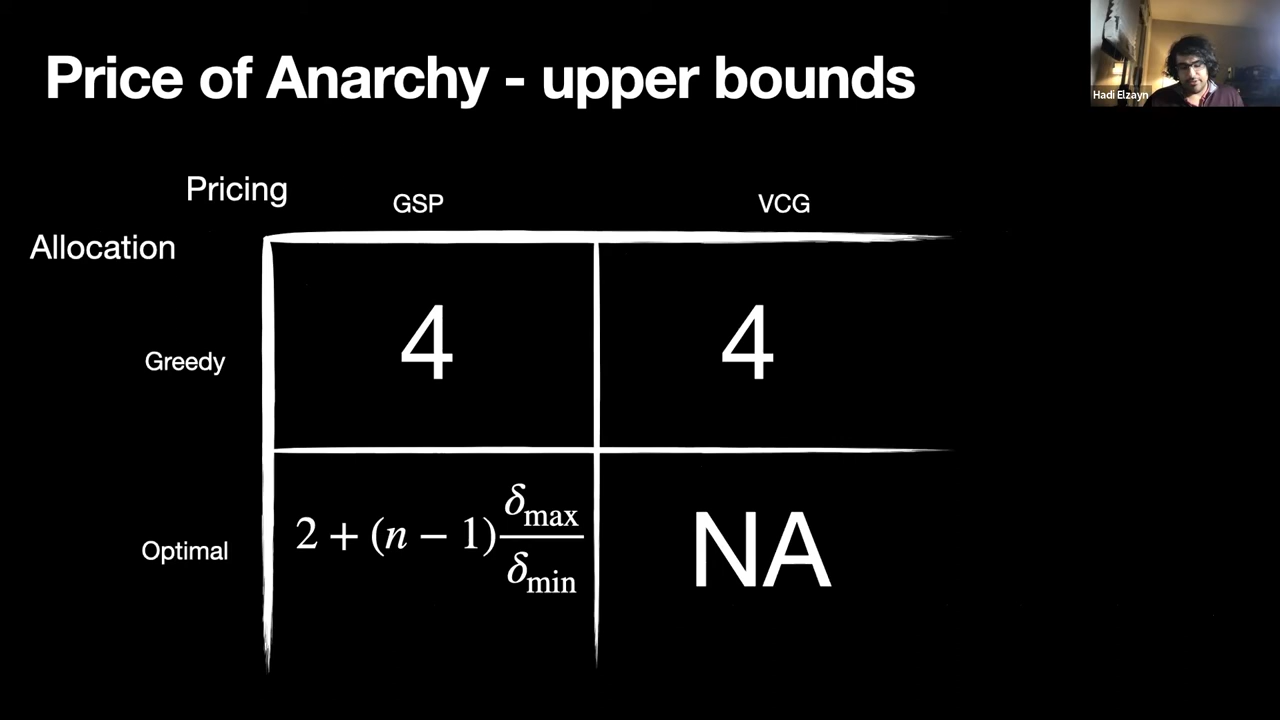 Price of Anarchy - upper bounds
Hadi Elzayn
Pricing
GSP
VCG
Allocation
Greedy
4
4
Optimal
2 + (n − 1) δmax / δmin
NA